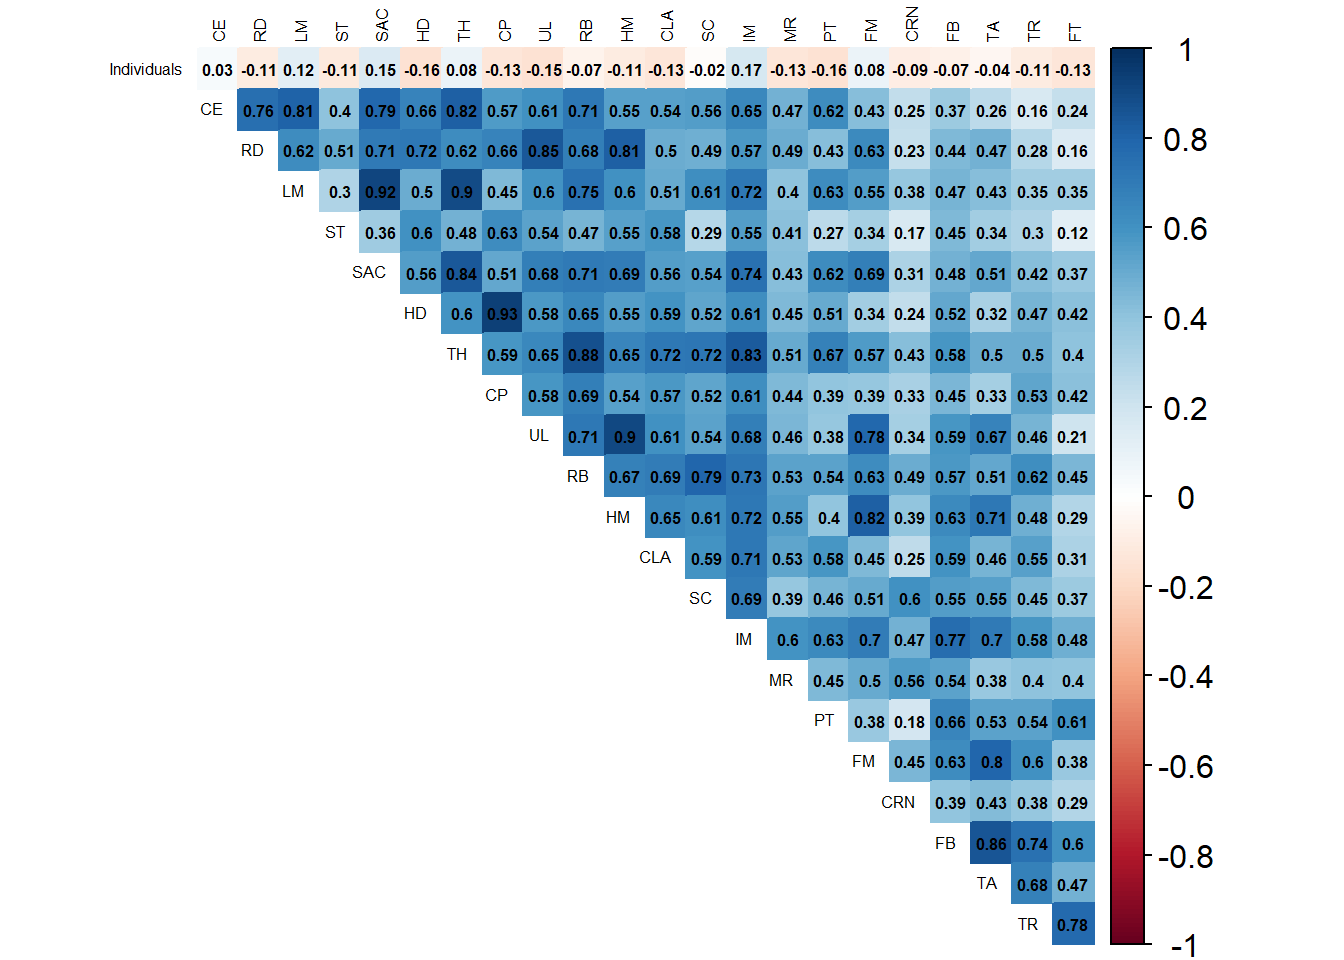 CE RD LM ST SAC HD TH CP UL RB HM CLA SC IM MR PT FM CRN FB TA TR FT
Individuals 0.03 -0.11 0.12 -0.11 0.15 -0.16 0.08 -0.13 -0.15 -0.07 -0.11 -0.13 -0.02 0.17 -0.13 -0.16 0.08 -0.09 -0.07 -0.04 -0.11 -0.13
CE 0.76 0.81 0.4 0.79 0.66 0.82 0.57 0.61 0.71 0.55 0.54 0.56 0.65 0.47 0.62 0.43 0.25 0.37 0.26 0.16 0.24
RD 0.62 0.51 0.71 0.72 0.62 0.66 0.85 0.68 0.81 0.5 0.49 0.57 0.49 0.43 0.63 0.23 0.44 0.47 0.28 0.16
LM 0.3 0.92 0.5 0.9 0.45 0.6 0.75 0.6 0.51 0.61 0.72 0.4 0.63 0.55 0.38 0.47 0.43 0.35 0.35
ST 0.36 0.6 0.48 0.63 0.54 0.47 0.55 0.58 0.29 0.55 0.41 0.27 0.34 0.17 0.45 0.34 0.3 0.12
SAC 0.56 0.84 0.51 0.68 0.71 0.69 0.56 0.54 0.74 0.43 0.62 0.69 0.31 0.48 0.51 0.42 0.37
HD 0.6 0.93 0.58 0.65 0.55 0.59 0.52 0.61 0.45 0.51 0.34 0.24 0.52 0.32 0.47 0.42
TH 0.59 0.65 0.88 0.65 0.72 0.72 0.83 0.51 0.67 0.57 0.43 0.58 0.5 0.5 0.4
CP 0.58 0.69 0.54 0.57 0.52 0.61 0.44 0.39 0.39 0.33 0.45 0.33 0.53 0.42
UL 0.71 0.9 0.61 0.54 0.68 0.46 0.38 0.78 0.34 0.59 0.67 0.46 0.21
RB 0.67 0.69 0.79 0.73 0.53 0.54 0.63 0.49 0.57 0.51 0.62 0.45
HM 0.65 0.61 0.72 0.55 0.4 0.82 0.39 0.63 0.71 0.48 0.29
CLA 0.59 0.71 0.53 0.58 0.45 0.25 0.59 0.46 0.55 0.31
SC 0.69 0.39 0.46 0.51 0.6 0.55 0.55 0.45 0.37
IM 0.6 0.63 0.7 0.47 0.77 0.7 0.58 0.48
MR 0.45 0.5 0.56 0.54 0.38 0.4 0.4
PT 0.38 0.18 0.66 0.53 0.54 0.61
FM 0.45 0.63 0.8 0.6 0.38
CRN 0.39 0.43 0.38 0.29
FB 0.86 0.74 0.6
TA 0.68 0.47
TR 0.78
1
0.8
0.6
0.4
0.2
0
-0.2
-0.4
-0.6
-0.8
-1